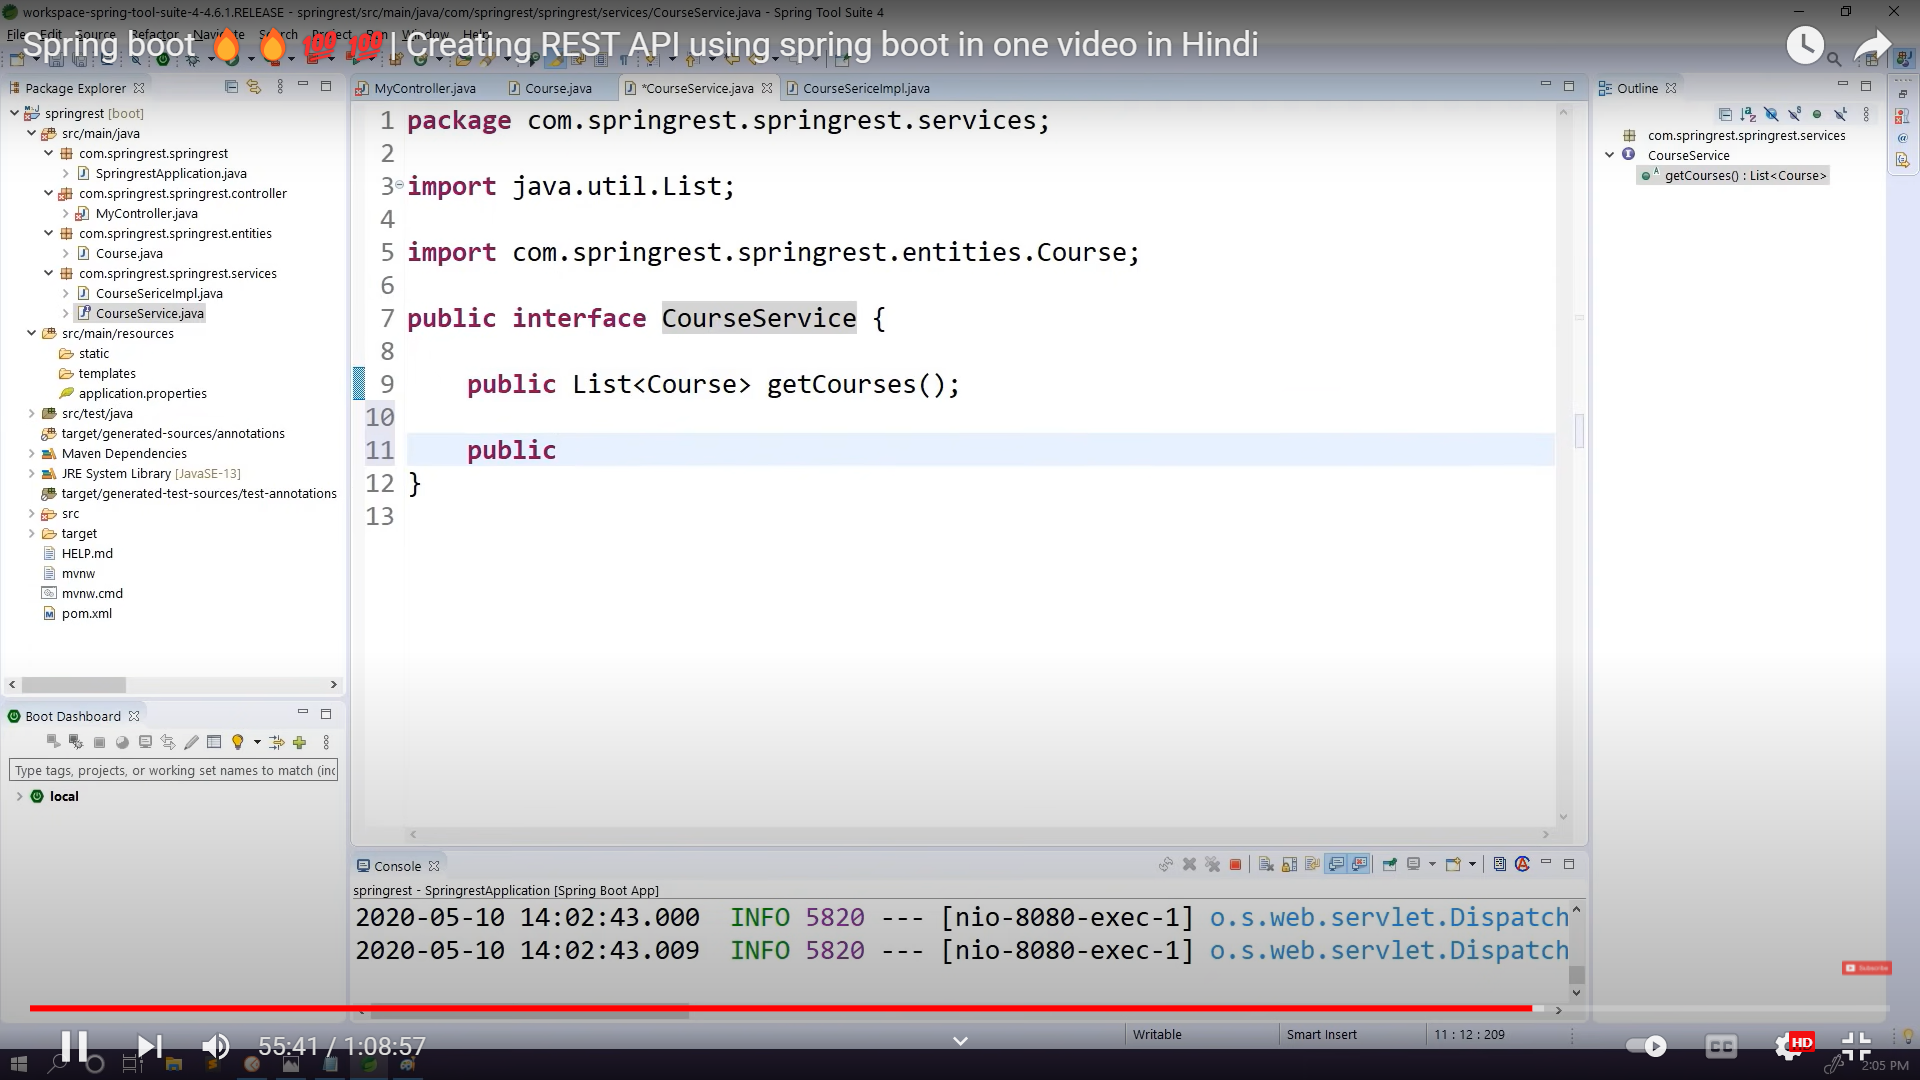 workspace-spring-tool-suite-4-4.6.1.RELEASE - springrest/src/main/java/com/springrest/springrest/services/CourseService.java - Spring Tool Suite 4
File Edit Source Refactor Navigate Search Project Run Window Help
Spring boot 🔥🔥💯💯| Creating REST API using spring boot in one video in Hindi
Package Explorer
springrest [boot]
src/main/java
com.springrest.springrest
SpringrestApplication.java
com.springrest.springrest.controller
MyController.java
com.springrest.springrest.entities
Course.java
com.springrest.springrest.services
CourseSericeImpl.java
CourseService.java
src/main/resources
static
templates
application.properties
src/test/java
target/generated-sources/annotations
Maven Dependencies
JRE System Library [JavaSE-13]
target/generated-test-sources/test-annotations
src
target
HELP.md
mvnw
mvnw.cmd
pom.xml
Boot Dashboard
Type tags, projects, or working set names to match (inc
local
MyController.java Course.java *CourseService.java CourseSericeImpl.java
1 package com.springrest.springrest.services;
2
3 import java.util.List;
4
5 import com.springrest.springrest.entities.Course;
6
7 public interface CourseService {
8
9 public List<Course> getCourses();
10
11 public
12 }
13
Outline
com.springrest.springrest.services
CourseService
getCourses() : List<Course>
Console
springrest - SpringrestApplication [Spring Boot App]
2020-05-10 14:02:43.000 INFO 5820 --- [nio-8080-exec-1] o.s.web.servlet.Dispatch
2020-05-10 14:02:43.009 INFO 5820 --- [nio-8080-exec-1] o.s.web.servlet.Dispatch
Subscribe
Writable Smart Insert 11 : 12 : 209
55:41 / 1:08:57
CC HD
2:05 PM